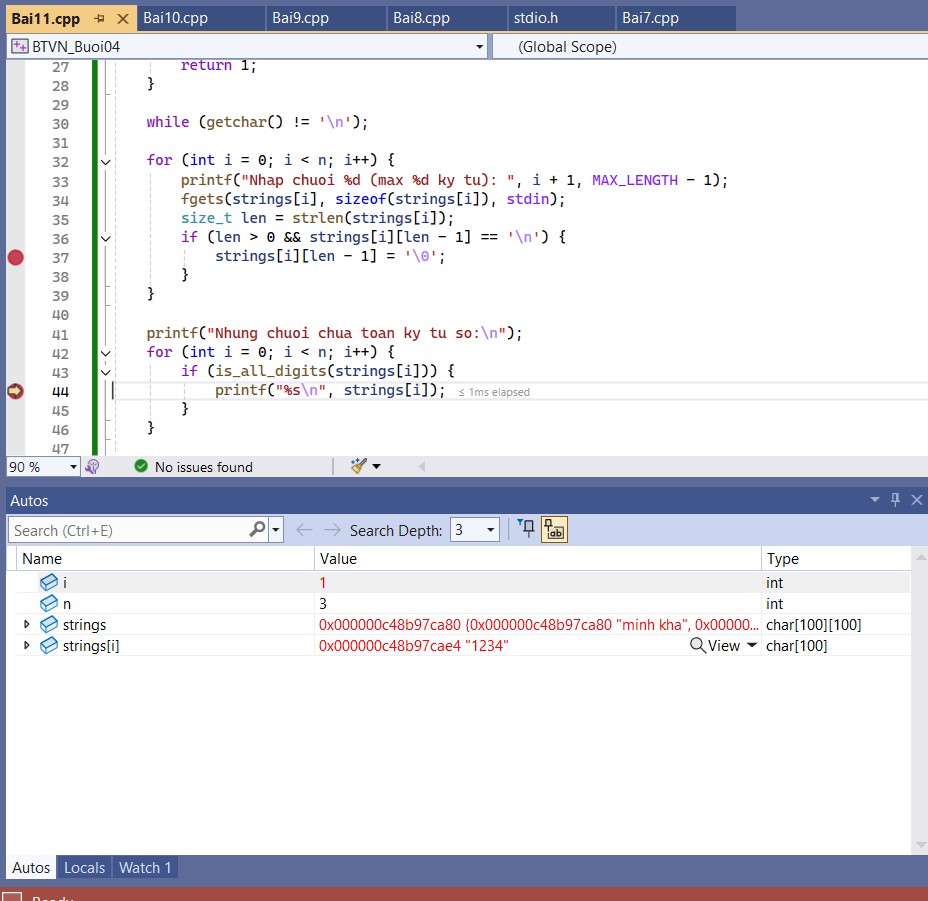 Bai11.cpp Bai10.cpp Bai9.cpp Bai8.cpp stdio.h Bai7.cpp
BTVN_Buoi04 (Global Scope)
27 return 1;
28 }
29
30 while (getchar() != '\n');
31
32 for (int i = 0; i < n; i++) {
33 printf("Nhap chuoi %d (max %d ky tu): ", i + 1, MAX_LENGTH - 1);
34 fgets(strings[i], sizeof(strings[i]), stdin);
35 size_t len = strlen(strings[i]);
36 if (len > 0 && strings[i][len - 1] == '\n') {
37 strings[i][len - 1] = '\0';
38 }
39 }
40
41 printf("Nhung chuoi chua toan ky tu so:\n");
42 for (int i = 0; i < n; i++) {
43 if (is_all_digits(strings[i])) {
44 printf("%s\n", strings[i]); ≤ 1ms elapsed
45 }
46 }
47
90 % No issues found
Autos
Search (Ctrl+E) Search Depth: 3
Name Value Type
i 1 int
n 3 int
strings 0x000000c48b97ca80 {0x000000c48b97ca80 "minh kha", 0x00000... char[100][100]
strings[i] 0x000000c48b97cae4 "1234" View char[100]
Autos Locals Watch 1
Ready